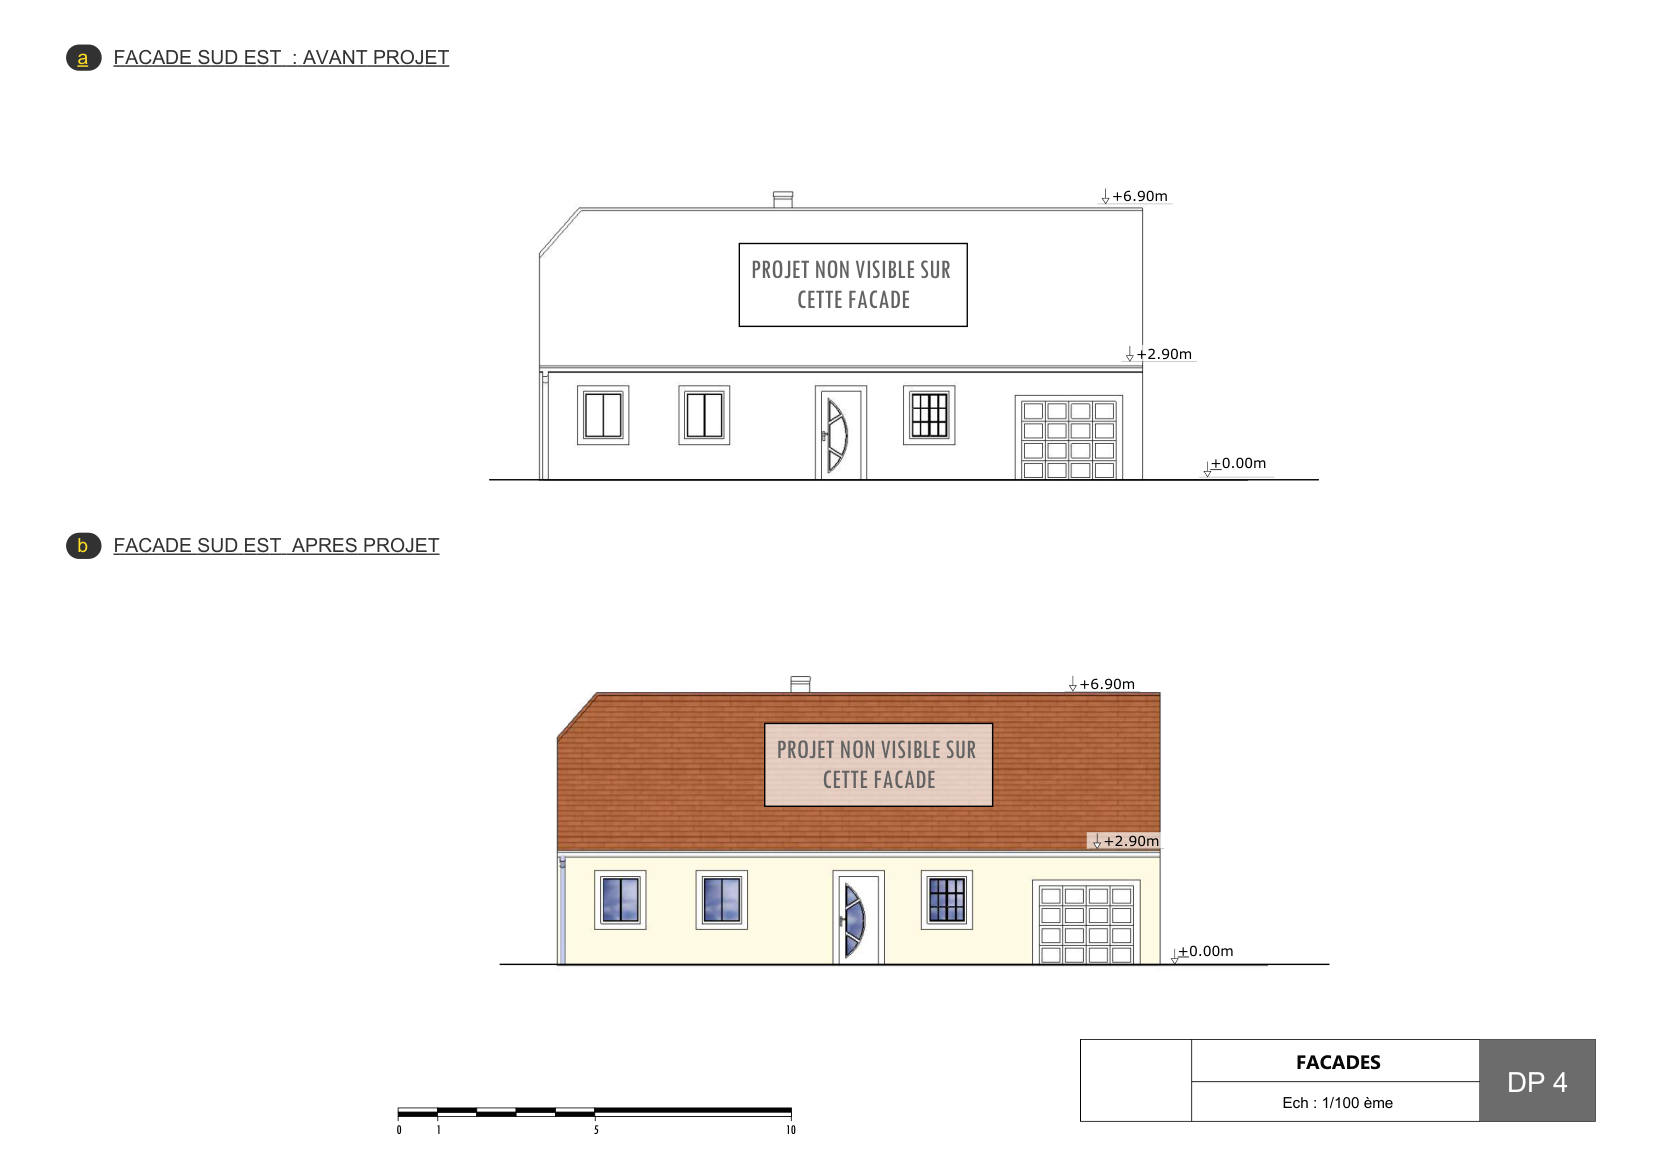 a FACADE SUD EST : AVANT PROJET
+6.90m
PROJET NON VISIBLE SUR
CETTE FACADE
+2.90m
±0.00m
b FACADE SUD EST APRES PROJET
+6.90m
PROJET NON VISIBLE SUR
CETTE FACADE
+2.90m
±0.00m
FACADES
DP 4
Ech : 1/100 ème
0 1 5 10